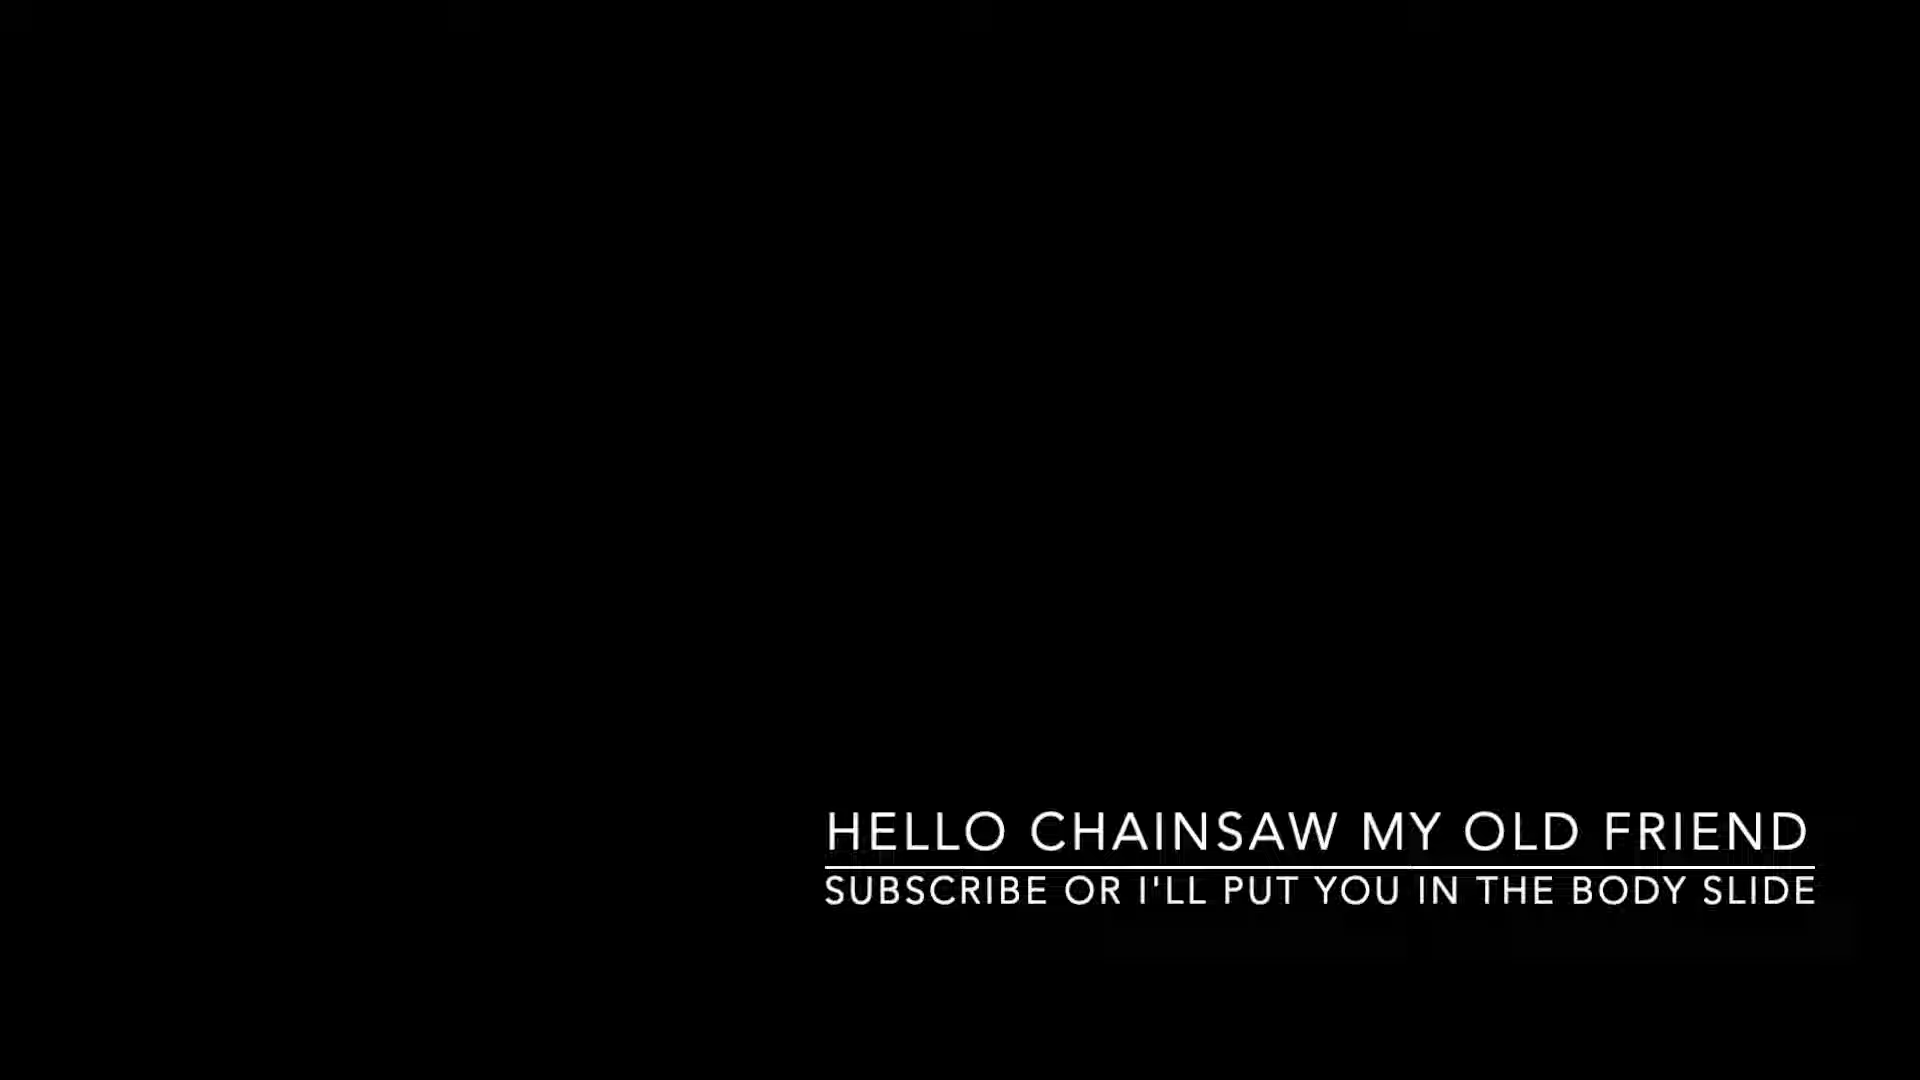 HELLO CHAINSAW MY OLD FRIEND
SUBSCRIBE OR I'LL PUT YOU IN THE BODY SLIDE